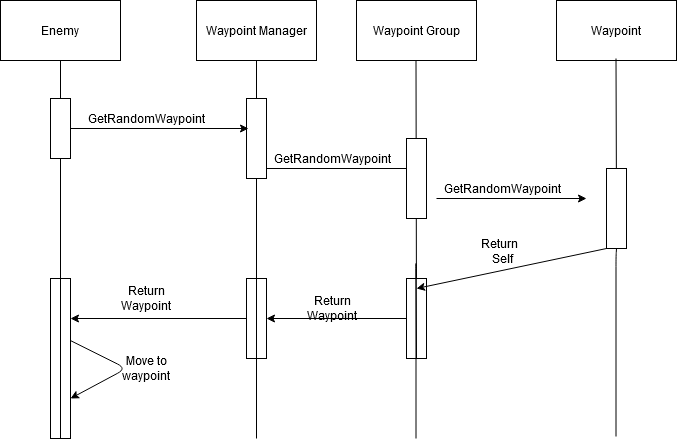 Enemy
Waypoint Manager
Waypoint Group
Waypoint
GetRandomWaypoint
GetRandomWaypoint
GetRandomWaypoint
Return
Self
Return
Waypoint
Return
Waypoint
Move to
waypoint